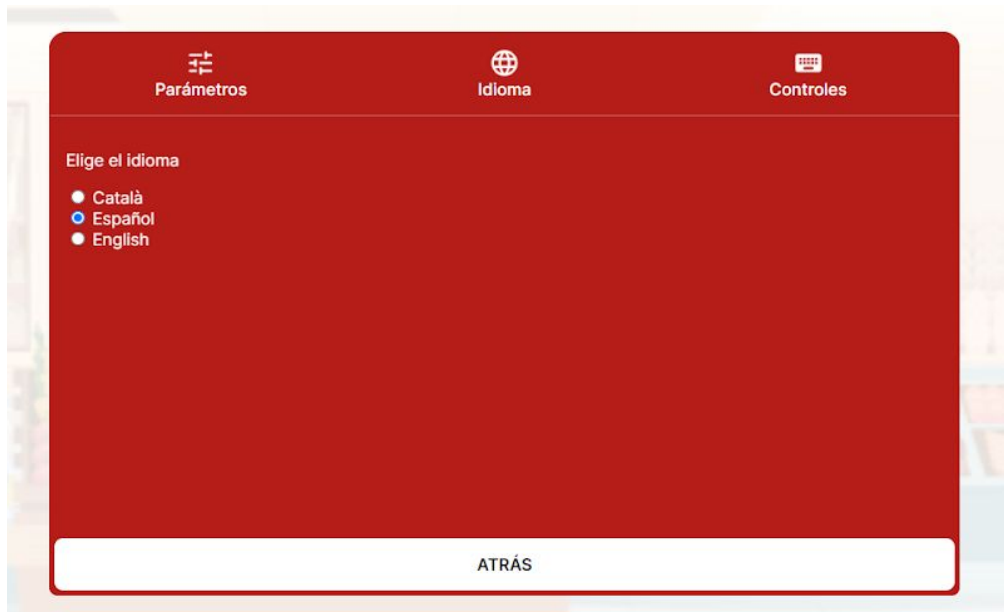 Parámetros
Idioma
Controles
Elige el idioma
Català
Español
English
ATRÁS